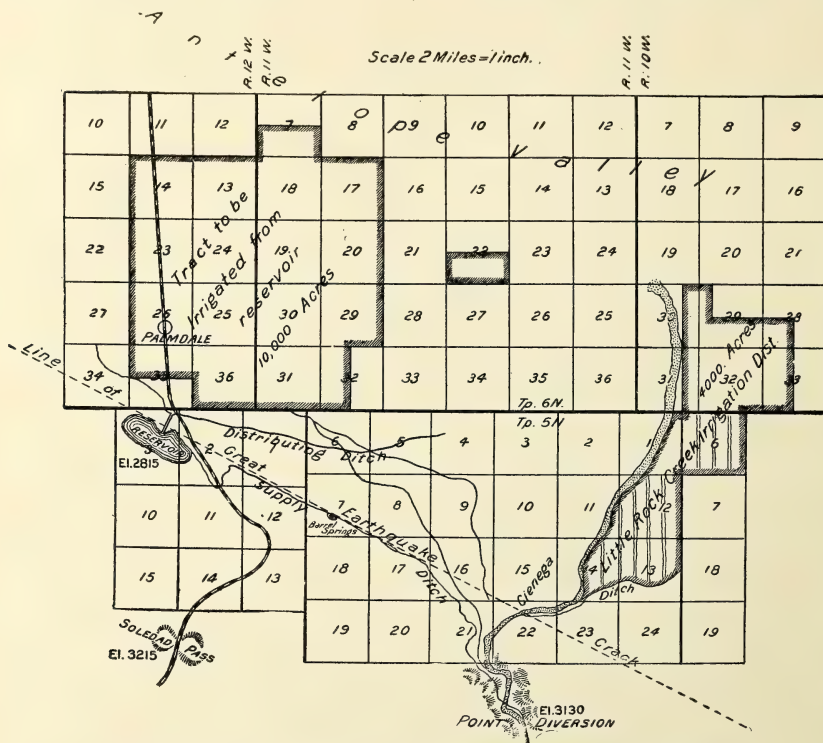 Antelope Valley
Scale 2 Miles=1inch.
R.12 W.
R.11 W.
R.11 W.
R.10W.
10 11 12 7 8 9 10 11 12 7 8 9
15 14 13 18 17 16 15 14 13 18 17 16
22 23 24 19 20 21 22 23 24 19 20 21
27 26 25 30 29 28 27 26 25 30 29 28
34 35 36 31 32 33 34 35 36 31 32 33
Tract to be
Irrigated from
reservoir
10,000 Acres
PALMDALE
4000. Acres
Little Rock Creek Irrigation Dist.
Tp. 6N.
Tp. 5N
Line of Great Earthquake Crack
RESERVOIR
El.2815
Distributing Ditch
Supply Ditch
Barrel Springs
2 6 5 4 3 2 1 6
10 11 12 7 8 9 10 11 12 7
15 14 13 18 17 16 15 14 13 18
19 20 21 22 23 24 19
Cienega
Ditch
SOLEDAD PASS
El. 3215
El.3130
POINT DIVERSION